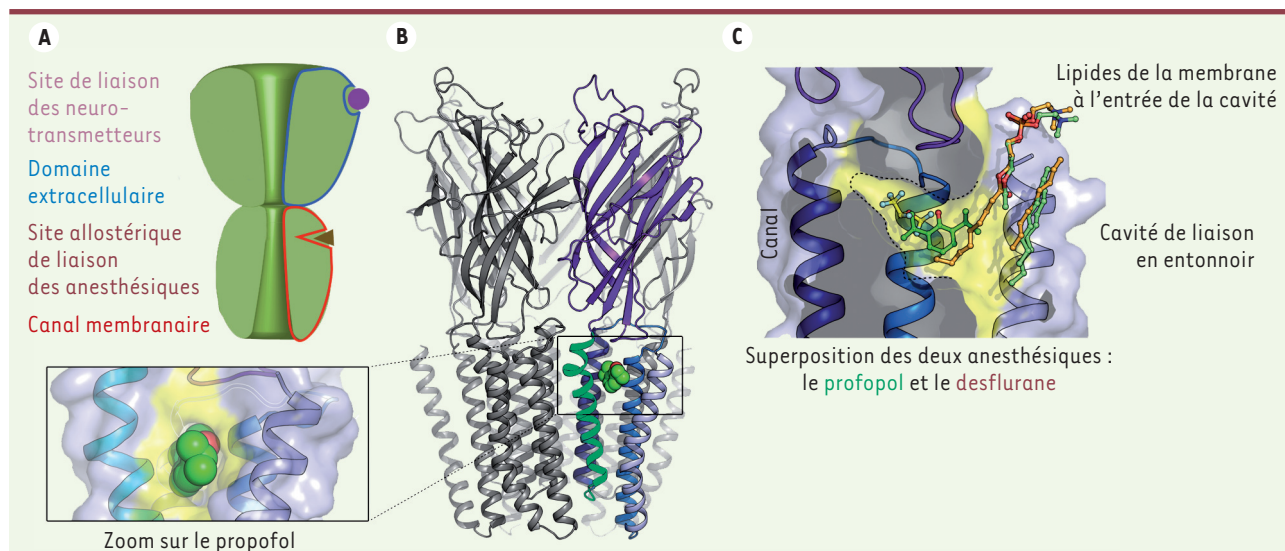 A
Site de liaison
des neuro-
transmetteurs
Domaine
extracellulaire
Site allostérique
de liaison
des anesthésiques
Canal membranaire
Zoom sur le propofol
B
C
Lipides de la membrane
à l'entrée de la cavité
Canal
Cavité de liaison
en entonnoir
Superposition des deux anesthésiques :
le profopol et le desflurane